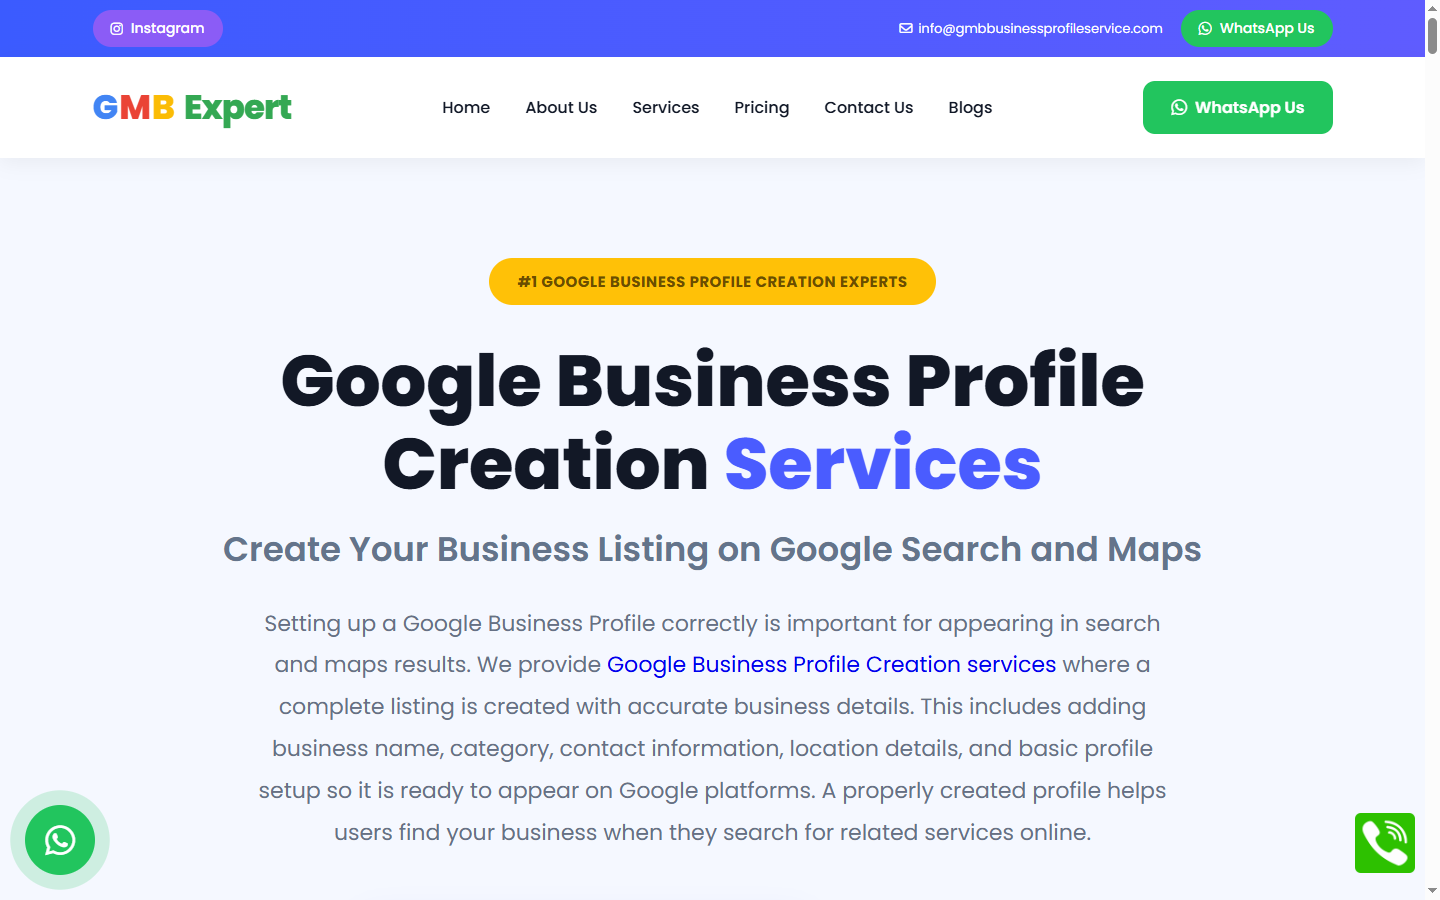 Instagram
info@gmbbusinessprofileservice.com
WhatsApp Us
GMB Expert
Home
About Us
Services
Pricing
Contact Us
Blogs
WhatsApp Us
#1 GOOGLE BUSINESS PROFILE CREATION EXPERTS
Google Business Profile
Creation Services
Create Your Business Listing on Google Search and Maps
Setting up a Google Business Profile correctly is important for appearing in search
and maps results. We provide Google Business Profile Creation services where a
complete listing is created with accurate business details. This includes adding
business name, category, contact information, location details, and basic profile
setup so it is ready to appear on Google platforms. A properly created profile helps
users find your business when they search for related services online.